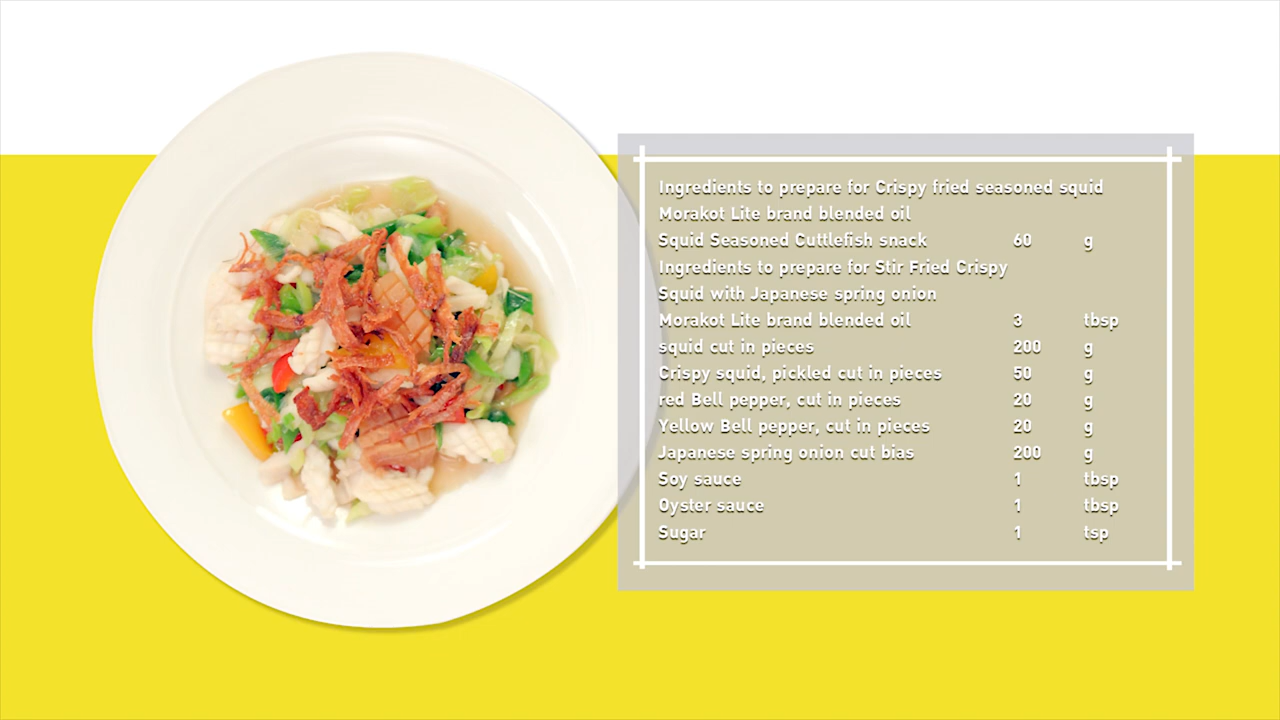 Ingredients to prepare for Crispy fried seasoned squid
Morakot Lite brand blended oil
Squid Seasoned Cuttlefish snack 60 g
Ingredients to prepare for Stir Fried Crispy
Squid with Japanese spring onion
Morakot Lite brand blended oil 3 tbsp
squid cut in pieces 200 g
Crispy squid, pickled cut in pieces 50 g
red Bell pepper, cut in pieces 20 g
Yellow Bell pepper, cut in pieces 20 g
Japanese spring onion cut bias 200 g
Soy sauce 1 tbsp
Oyster sauce 1 tbsp
Sugar 1 tsp